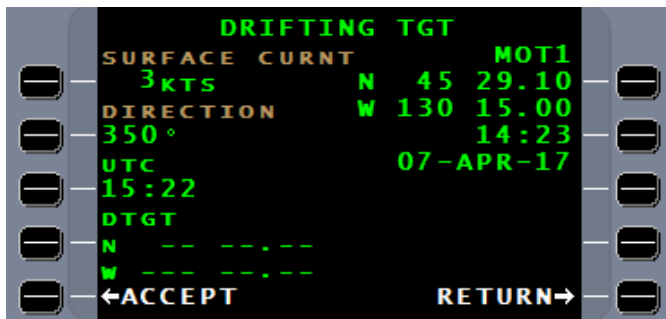 DRIFTING TGT
SURFACE CURNT MOT1
3KTS N 45 29.10
DIRECTION W 130 15.00
350° 14:23
UTC 07-APR-17
15:22
DTGT
N -- --.--
W --- --.--
←ACCEPT RETURN→